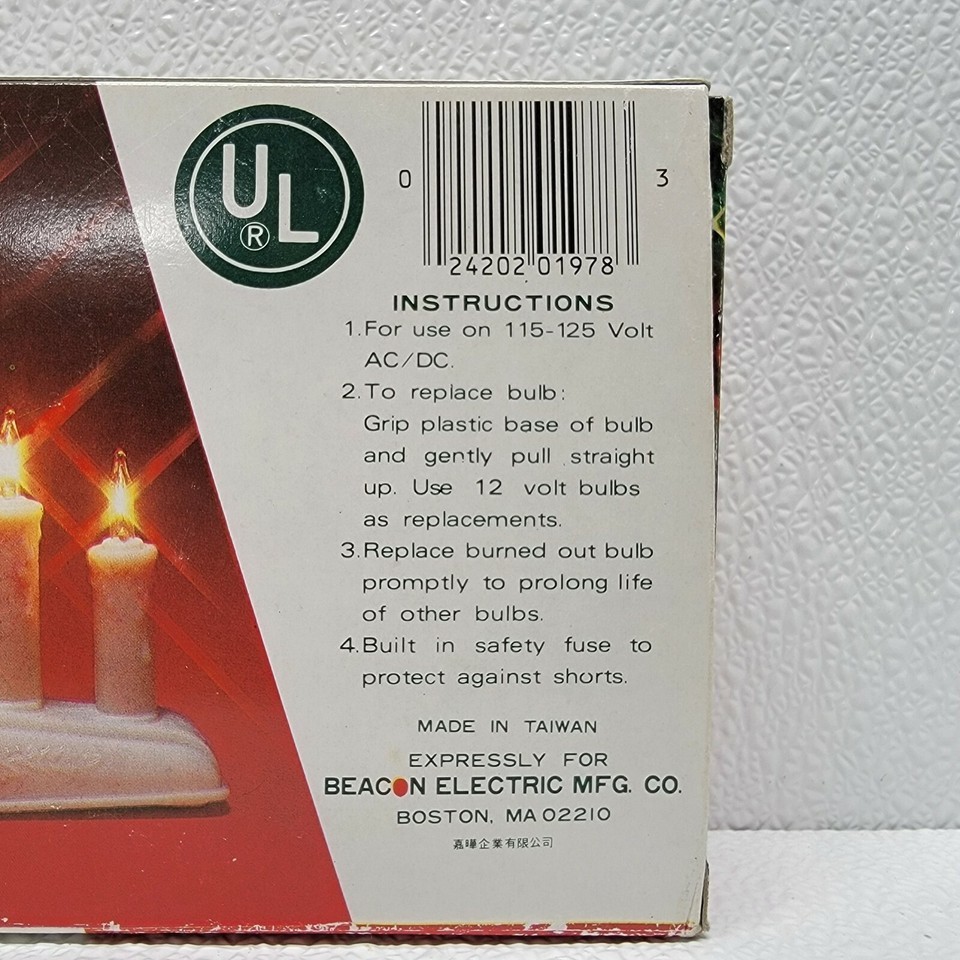 UL
®
0 24202 01978 3
INSTRUCTIONS
1.For use on 115-125 Volt
AC/DC.
2.To replace bulb:
Grip plastic base of bulb
and gently pull straight
up. Use 12 volt bulbs
as replacements.
3.Replace burned out bulb
promptly to prolong life
of other bulbs.
4.Built in safety fuse to
protect against shorts.
MADE IN TAIWAN
EXPRESSLY FOR
BEACON ELECTRIC MFG. CO.
BOSTON, MA 02210
嘉曄企業有限公司